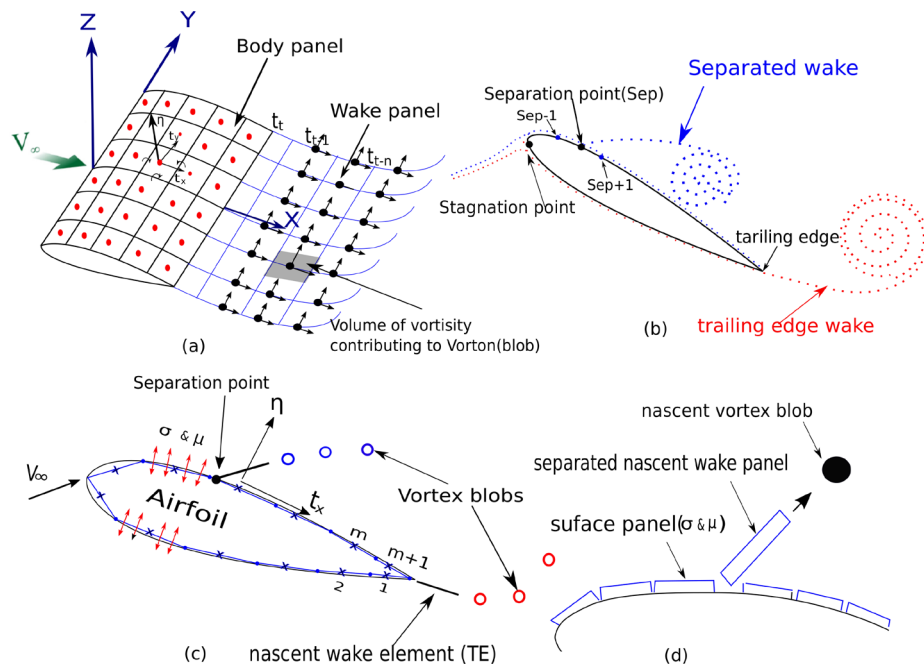 Z
Y
Body panel
V∞
η
t_y
t_x
t_t
Wake panel
t_t-1
t_t-n
X
Volume of vortisity
contributing to Vorton(blob)
(a)
Separated wake
Separation point(Sep)
Sep-1
Sep+1
Stagnation point
tariling edge
trailing edge wake
(b)
Separation point
η
σ & μ
V∞
Airfoil
t_x
Vortex blobs
m
m+1
2
1
nascent wake element (TE)
(c)
nascent vortex blob
separated nascent wake panel
suface panel(σ & μ)
(d)